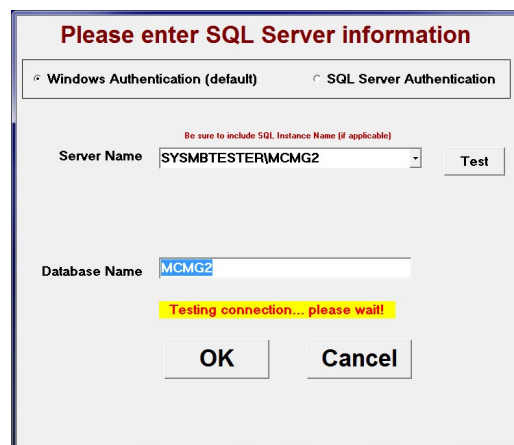 Please enter SQL Server information
Windows Authentication (default) SQL Server Authentication
Be sure to include SQL Instance Name (if applicable)
Server Name SYSMBTESTER\MCMG2 Test
Database Name MCMG2
Testing connection... please wait!
OK Cancel